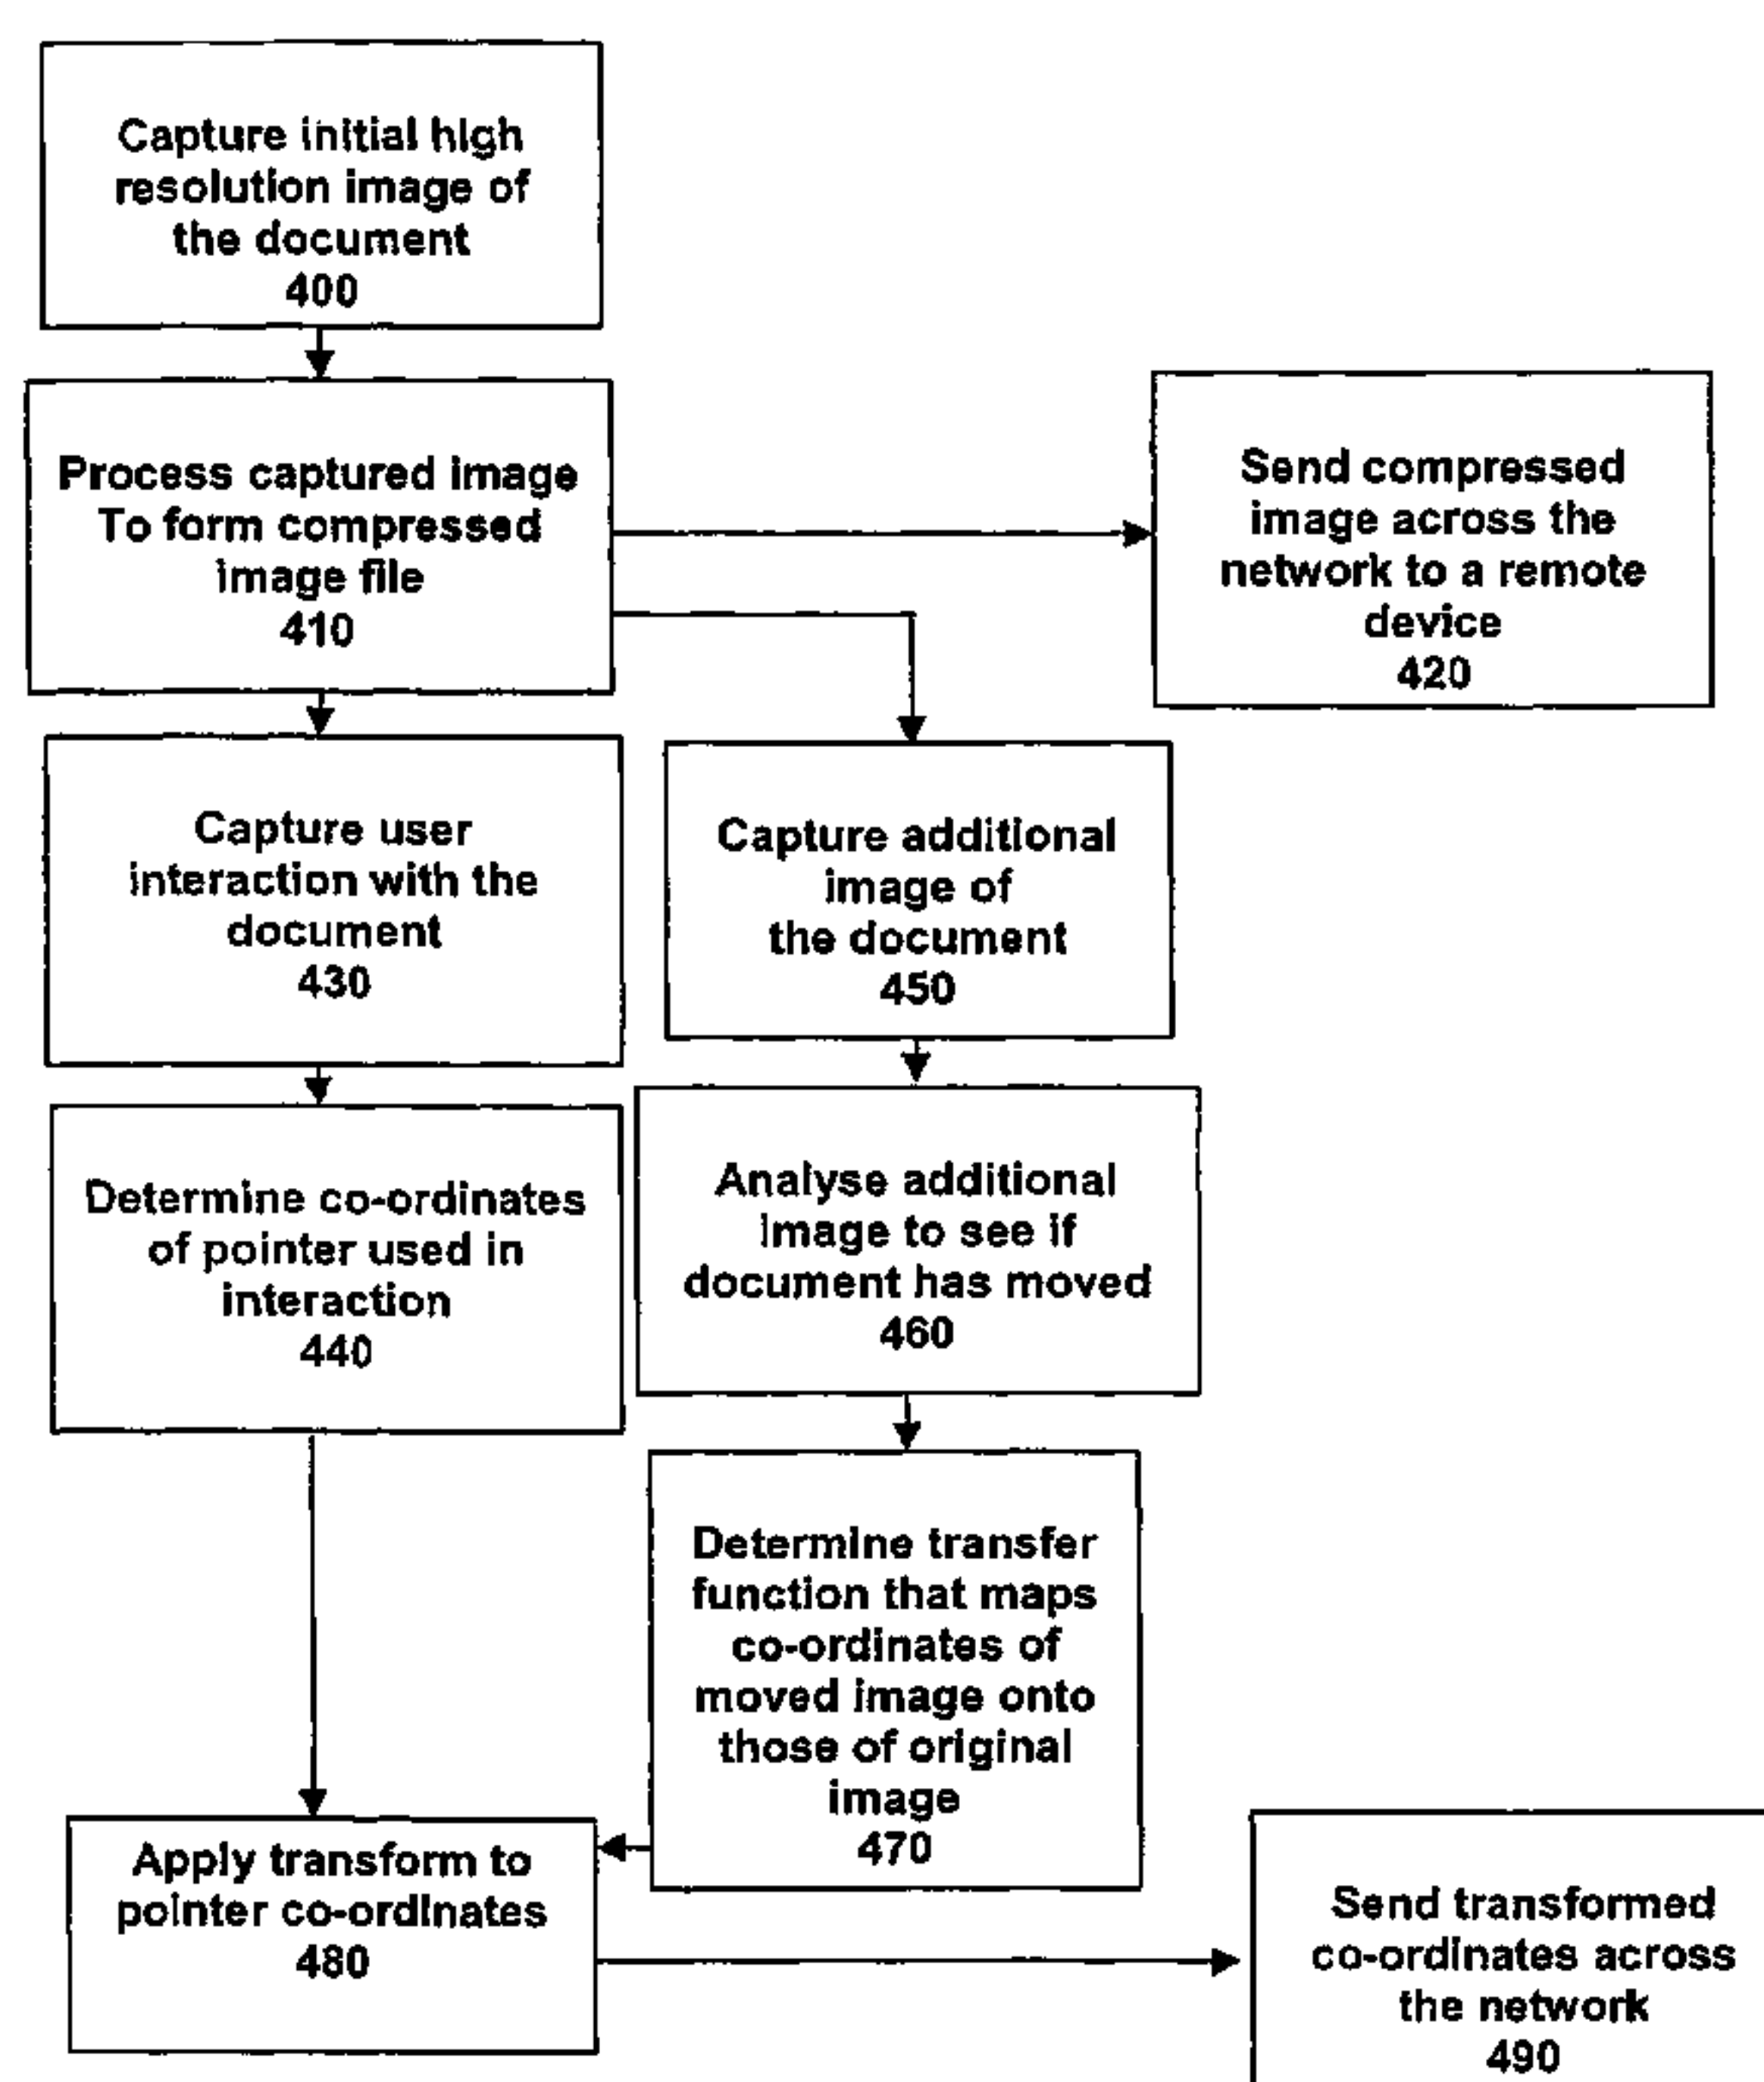 Capture initial high
resolution image of
the document
400
Process captured image
To form compressed
image file
410
Send compressed
image across the
network to a remote
device
420
Capture user
interaction with the
document
430
Capture additional
image of
the document
450
Determine co-ordinates
of pointer used in
interaction
440
Analyse additional
image to see if
document has moved
460
Determine transfer
function that maps
co-ordinates of
moved image onto
those of original
image
470
Apply transform to
pointer co-ordinates
480
Send transformed
co-ordinates across
the network
490